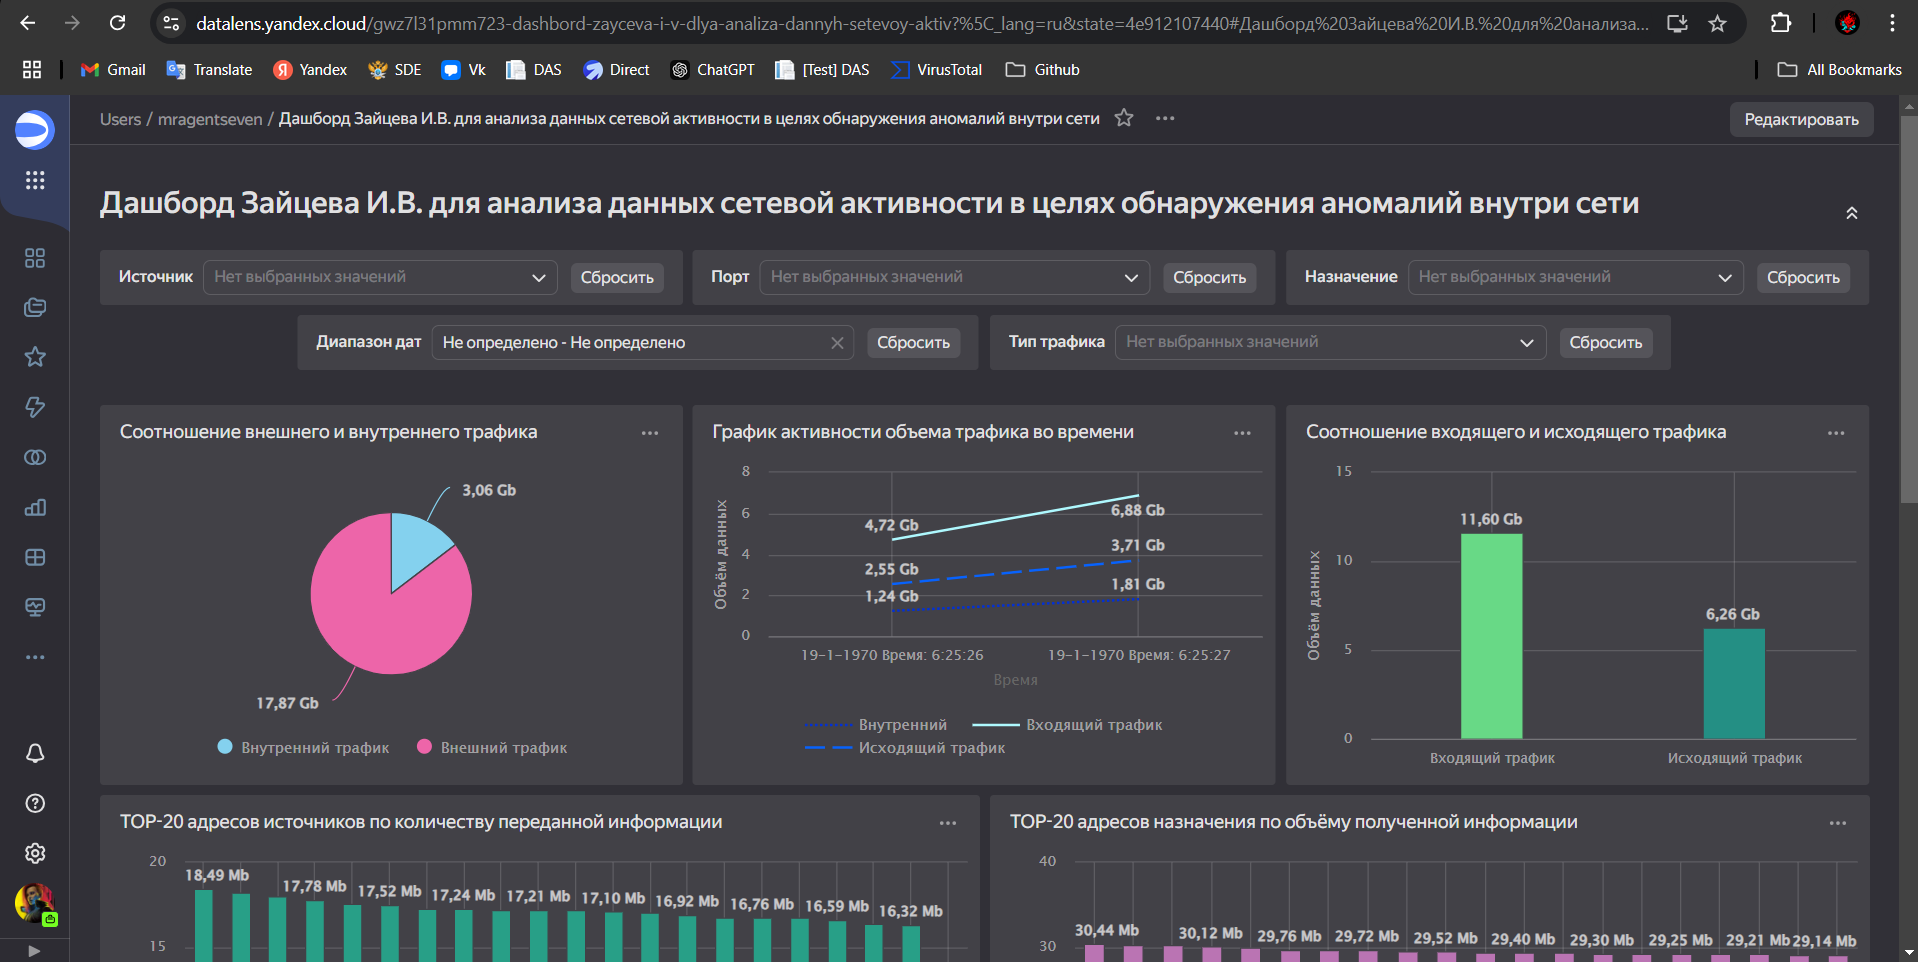 datalens.yandex.cloud/gwz7l31pmm723-dashbord-zayceva-i-v-dlya-analiza-dannyh-setevoy-aktiv?%5C_lang=ru&state=4e912107440#Дашборд%20Зайцева%20И.В.%20для%20анализа...
Gmail Translate Yandex SDE Vk DAS Direct ChatGPT [Test] DAS VirusTotal Github All Bookmarks
Users / mragentseven / Дашборд Зайцева И.В. для анализа данных сетевой активности в целях обнаружения аномалий внутри сети
Редактировать
Дашборд Зайцева И.В. для анализа данных сетевой активности в целях обнаружения аномалий внутри сети
Источник Нет выбранных значений Сбросить
Порт Нет выбранных значений Сбросить
Назначение Нет выбранных значений Сбросить
Диапазон дат Не определено - Не определено Сбросить
Тип трафика Нет выбранных значений Сбросить
Соотношение внешнего и внутреннего трафика
3,06 Gb
17,87 Gb
Внутренний трафик Внешний трафик
График активности объема трафика во времени
Объём данных
8
6
4
2
0
4,72 Gb
6,88 Gb
2,55 Gb
3,71 Gb
1,24 Gb
1,81 Gb
19-1-1970 Время: 6:25:26 19-1-1970 Время: 6:25:27
Время
Внутренний Входящий трафик
Исходящий трафик
Соотношение входящего и исходящего трафика
Объём данных
15
10
5
0
11,60 Gb
6,26 Gb
Входящий трафик Исходящий трафик
TOP-20 адресов источников по количеству переданной информации
20
15
18,49 Mb 17,78 Mb 17,52 Mb 17,24 Mb 17,21 Mb 17,10 Mb 16,92 Mb 16,76 Mb 16,59 Mb 16,32 Mb
TOP-20 адресов назначения по объёму полученной информации
40
30
30,44 Mb 30,12 Mb 29,76 Mb 29,72 Mb 29,52 Mb 29,40 Mb 29,30 Mb 29,25 Mb 29,21 Mb 29,14 Mb